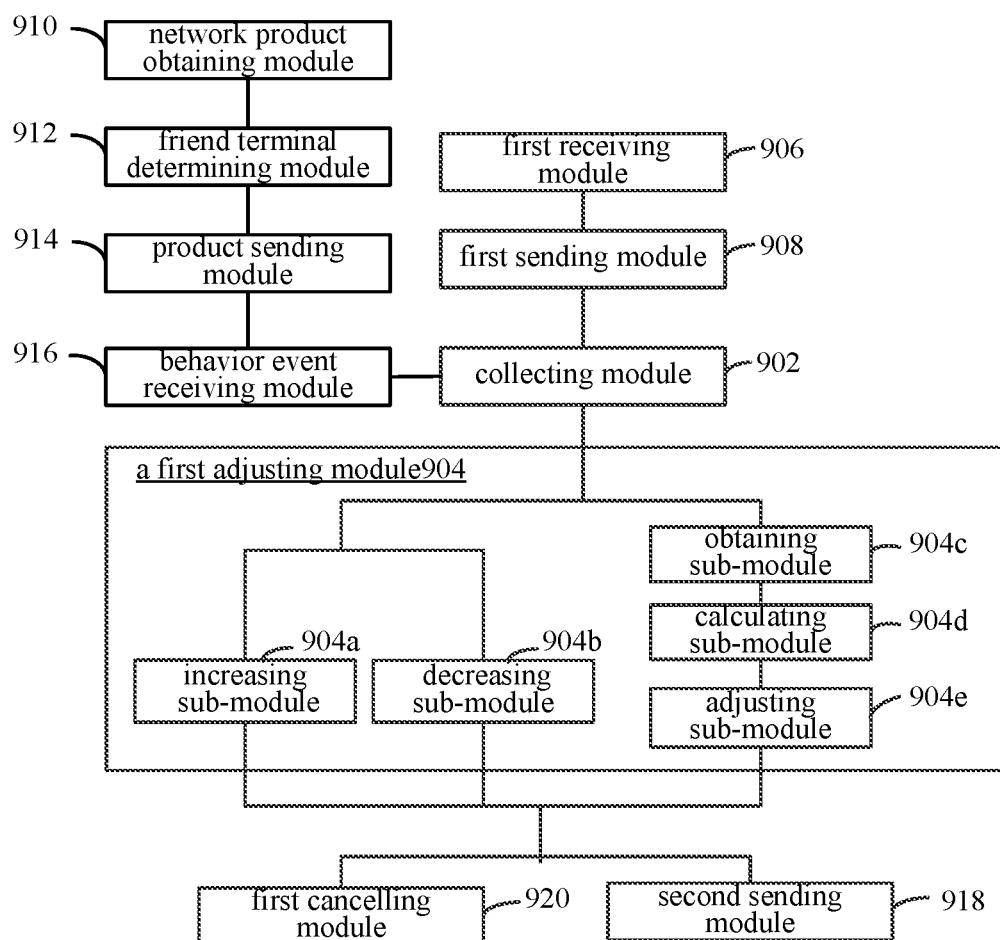 910
network product
obtaining module
912
friend terminal
determining module
first receiving
module
906
914
product sending
module
first sending module
908
916
behavior event
receiving module
collecting module
902
a first adjusting module904
obtaining
sub-module
904c
calculating
sub-module
904d
904a
increasing
sub-module
904b
decreasing
sub-module
adjusting
sub-module
904e
first cancelling
module
920
second sending
module
918